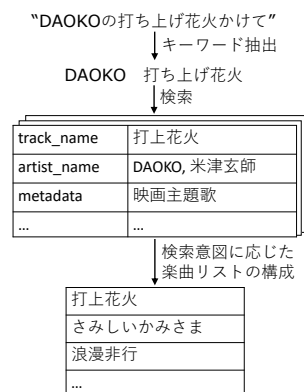 “DAOKOの打ち上げ花火かけて”
キーワード抽出
DAOKO 打ち上げ花火
検索
track_name 打上花火
artist_name DAOKO, 米津玄師
metadata 映画主題歌
... ...
検索意図に応じた
楽曲リストの構成
打上花火
さみしいかみさま
浪漫非行
...